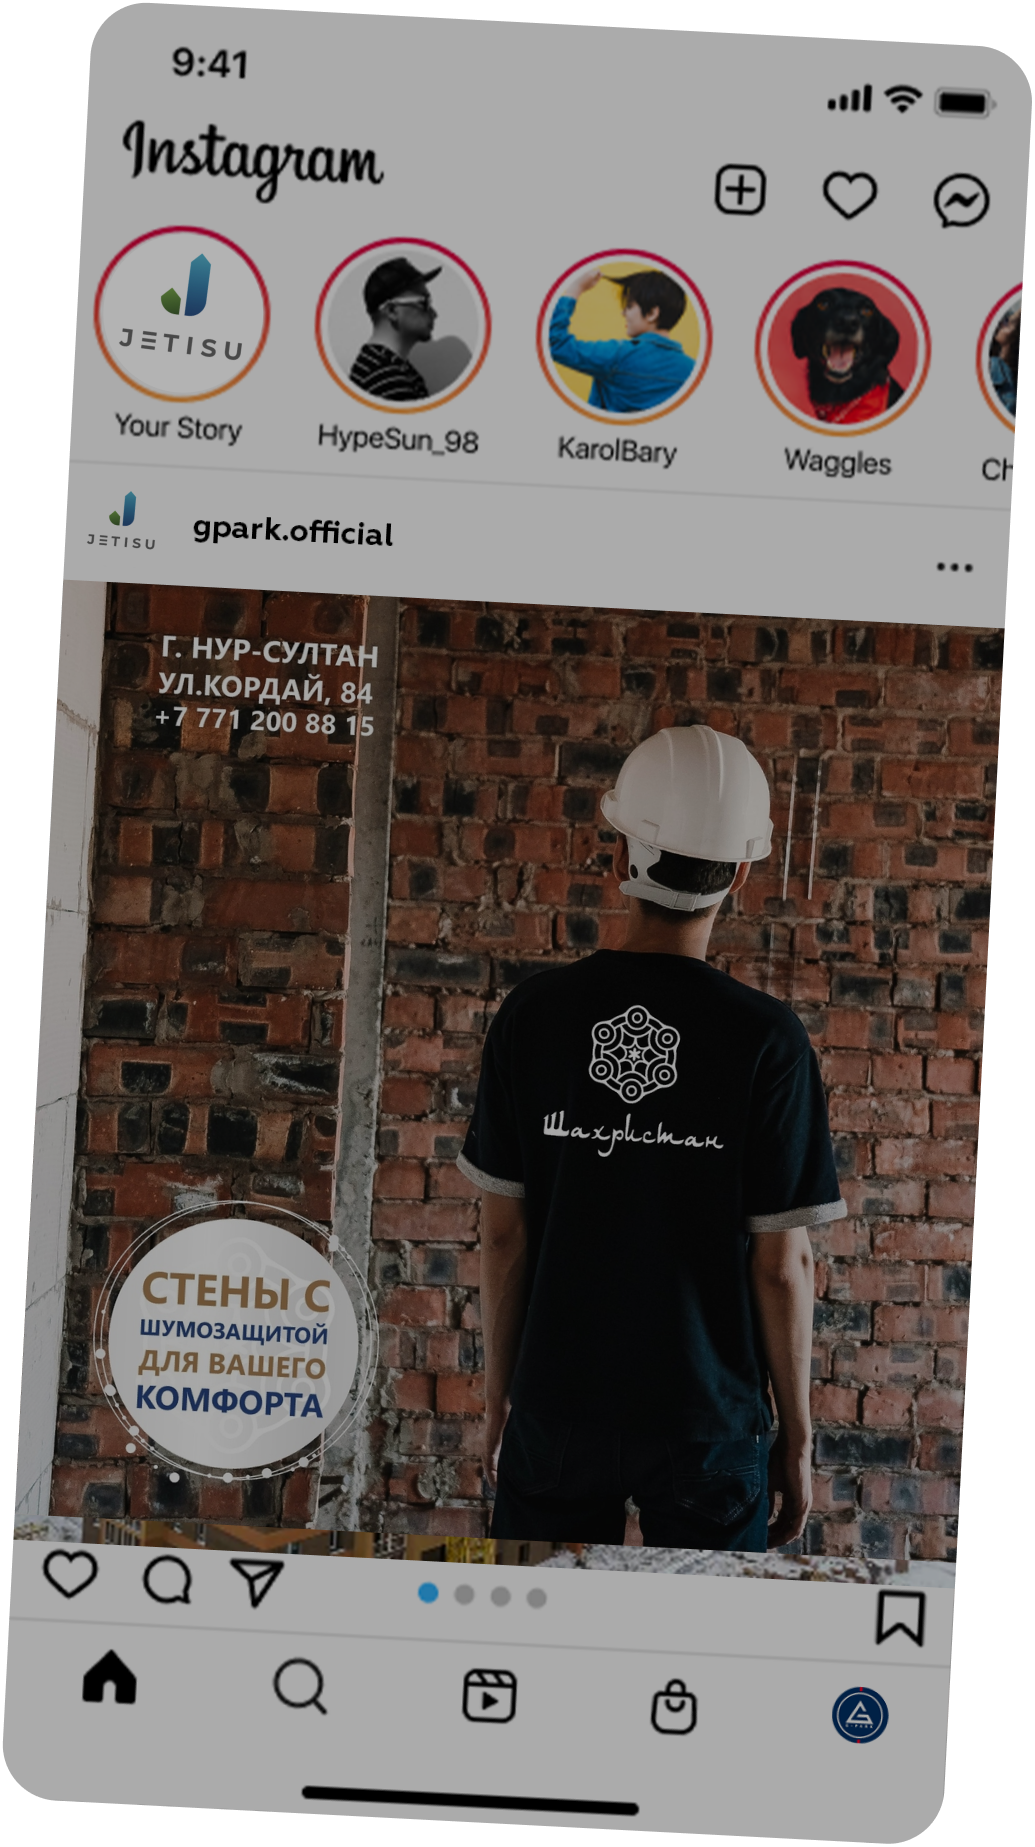 9:41
Instagram
JETISU
Your Story
HypeSun_98
KarolBary
Waggles
Ch
JETISU
gpark.official
Г. НУР-СУЛТАН
УЛ.КОРДАЙ, 84
+7 771 200 88 15
Шахристан
СТЕНЫ С
ШУМОЗАЩИТОЙ
ДЛЯ ВАШЕГО
КОМФОРТА